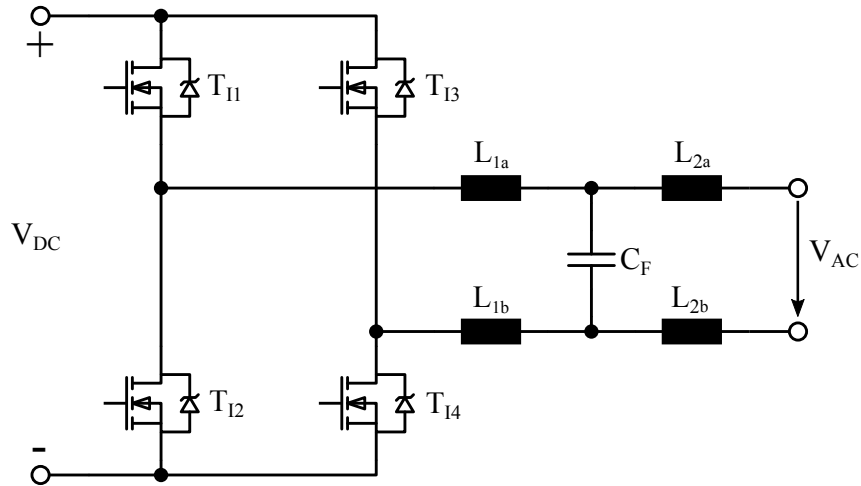 +
T_I1
T_I3
L_1a
L_2a
V_DC
C_F
V_AC
L_1b
L_2b
T_I2
T_I4
-